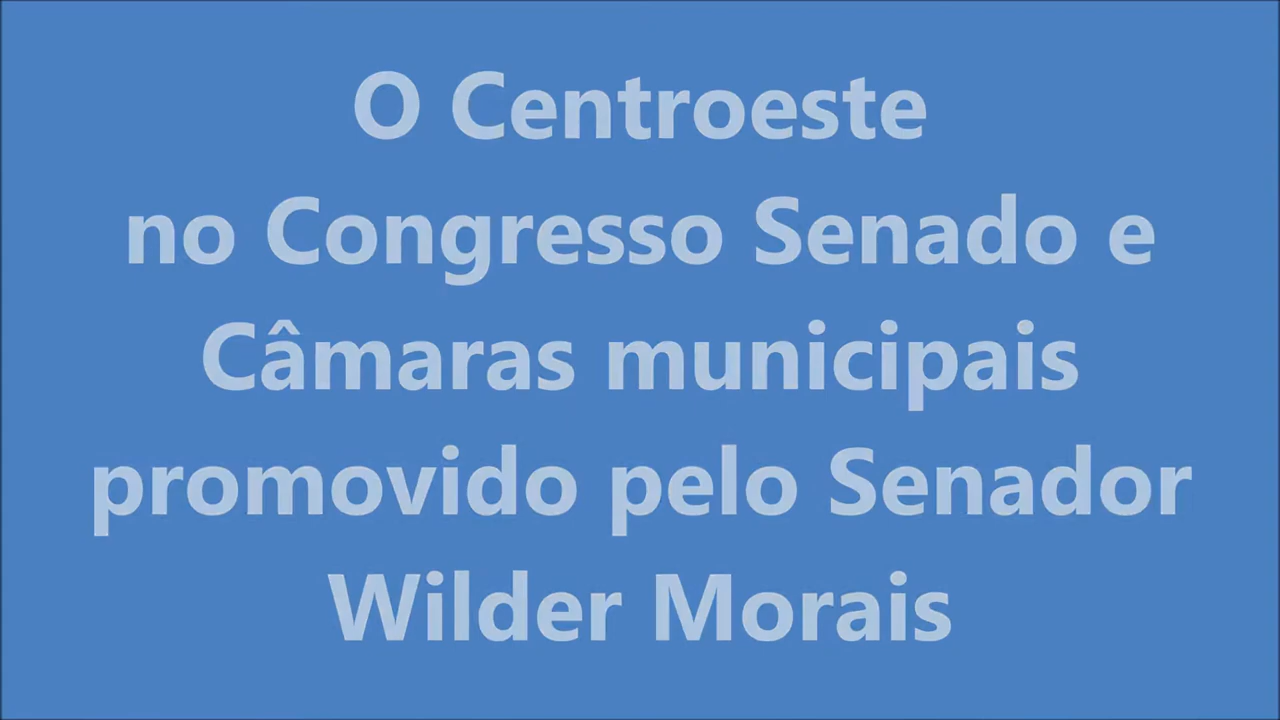 O Centroeste
no Congresso Senado e
Câmaras municipais
promovido pelo Senador
Wilder Morais